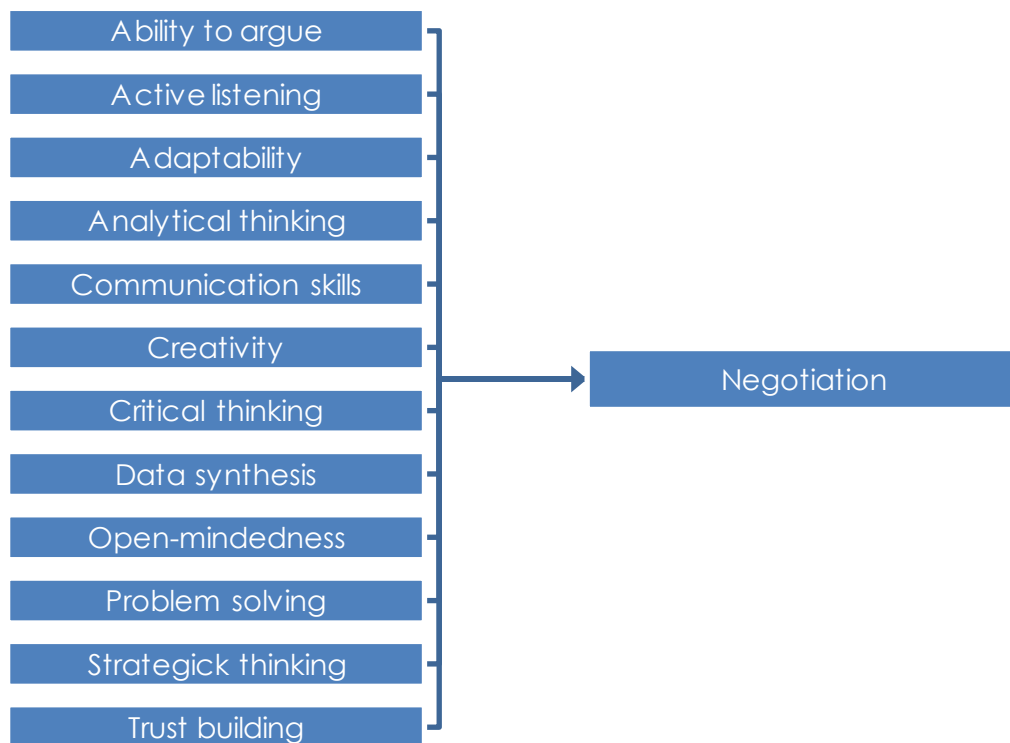 Ability to argue
Active listening
Adaptability
Analytical thinking
Communication skills
Creativity
Negotiation
Critical thinking
Data synthesis
Open-mindedness
Problem solving
Strategick thinking
Trust building